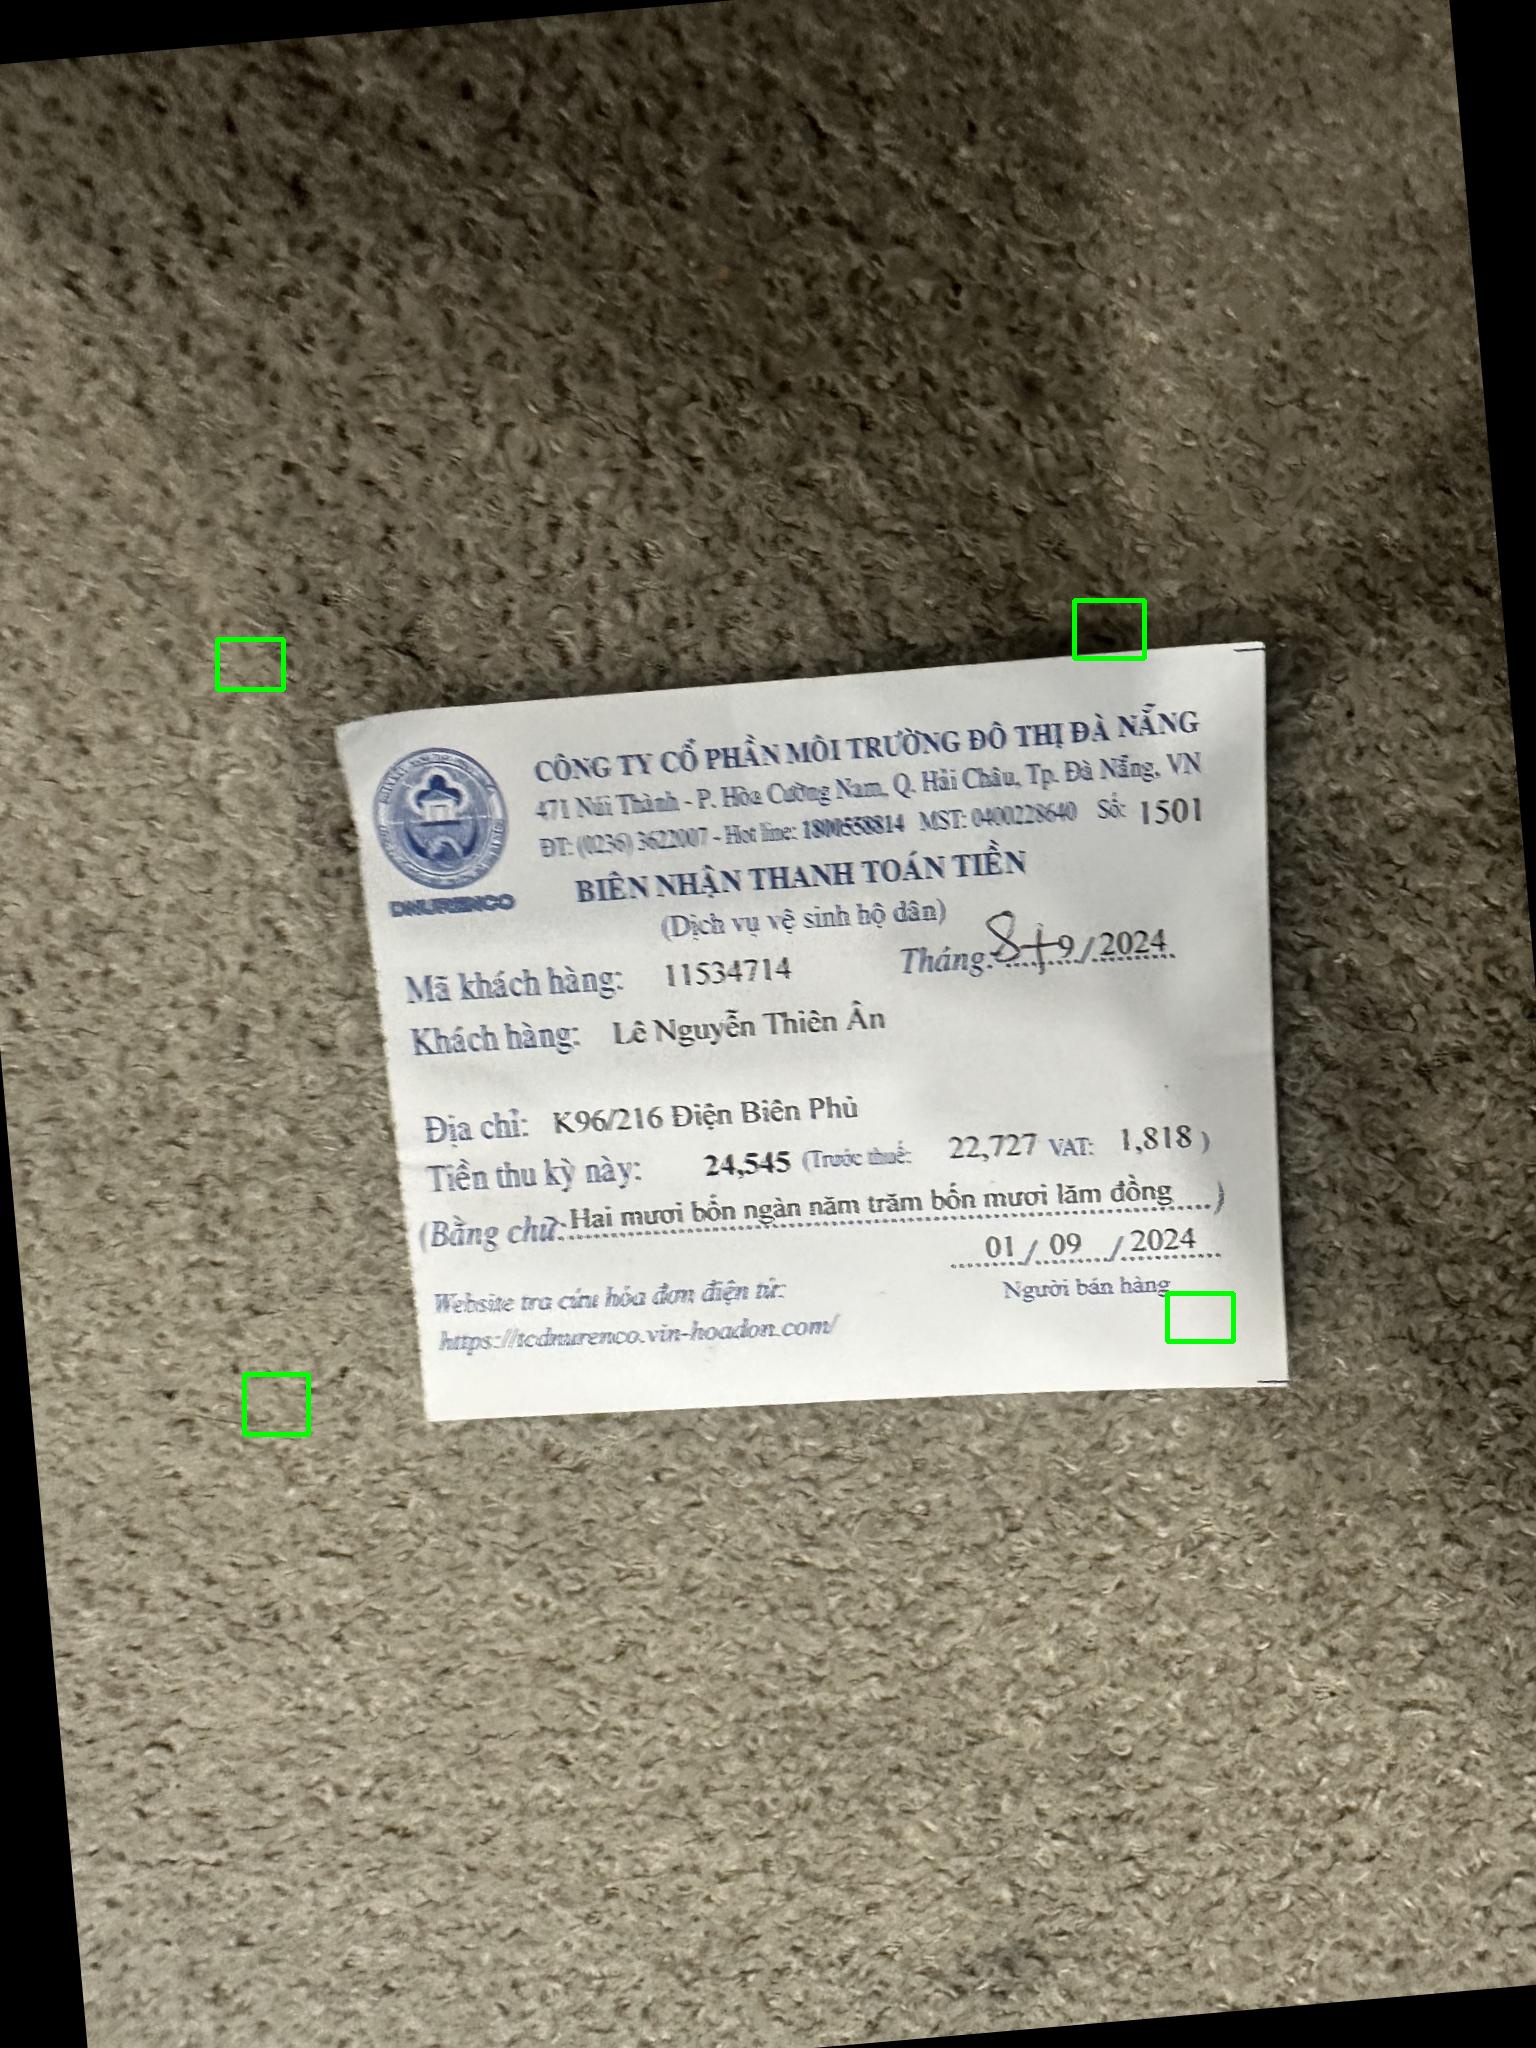 CÔNG TY CỔ PHẦN MÔI TRƯỜNG ĐÔ THỊ ĐÀ NẴNG
471 Núi Thành - P. Hòa Cường Nam, Q. Hải Châu, Tp. Đà Nẵng, VN
ĐT: (0236) 3622007 - Hot line: 1800558814 MST: 0400228640 Số: 1501
DNURENCO
BIÊN NHẬN THANH TOÁN TIỀN
(Dịch vụ vệ sinh hộ dân)
Mã khách hàng: 11534714 Tháng: 8+9/2024
Khách hàng: Lê Nguyễn Thiên Ân
Địa chỉ: K96/216 Điện Biên Phủ
Tiền thu kỳ này: 24,545 (Trước thuế: 22,727 VAT: 1,818 )
(Bằng chữ: Hai mươi bốn ngàn năm trăm bốn mươi lăm đồng )
01 / 09 / 2024
Người bán hàng
Website tra cứu hóa đơn điện tử:
https://tcdnurenco.vin-hoadon.com/